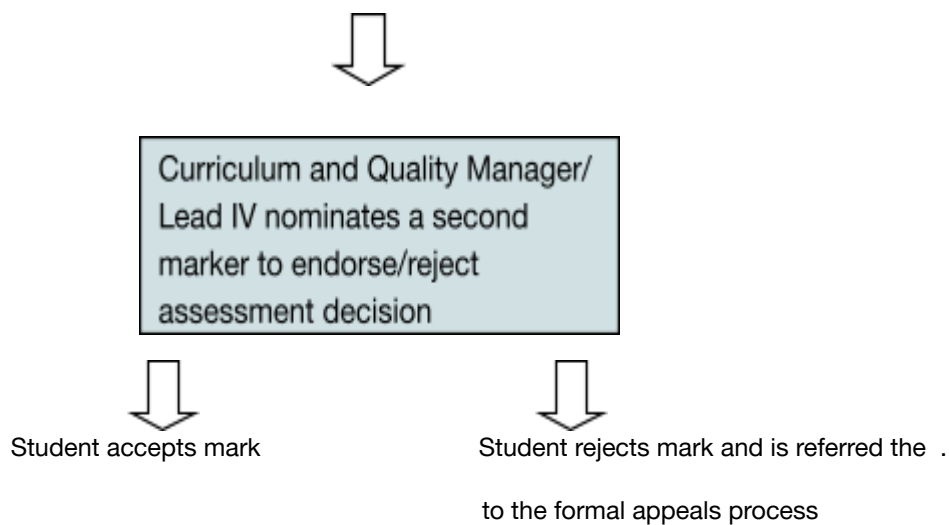 Curriculum and Quality Manager/
Lead IV nominates a second
marker to endorse/reject
assessment decision
Student accepts mark
Student rejects mark and is referred the .
to the formal appeals process